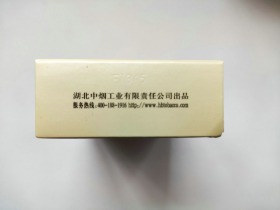 湖北中烟工业有限责任公司出品
服务热线：400-188-1916 http://www.hbtobacco.com